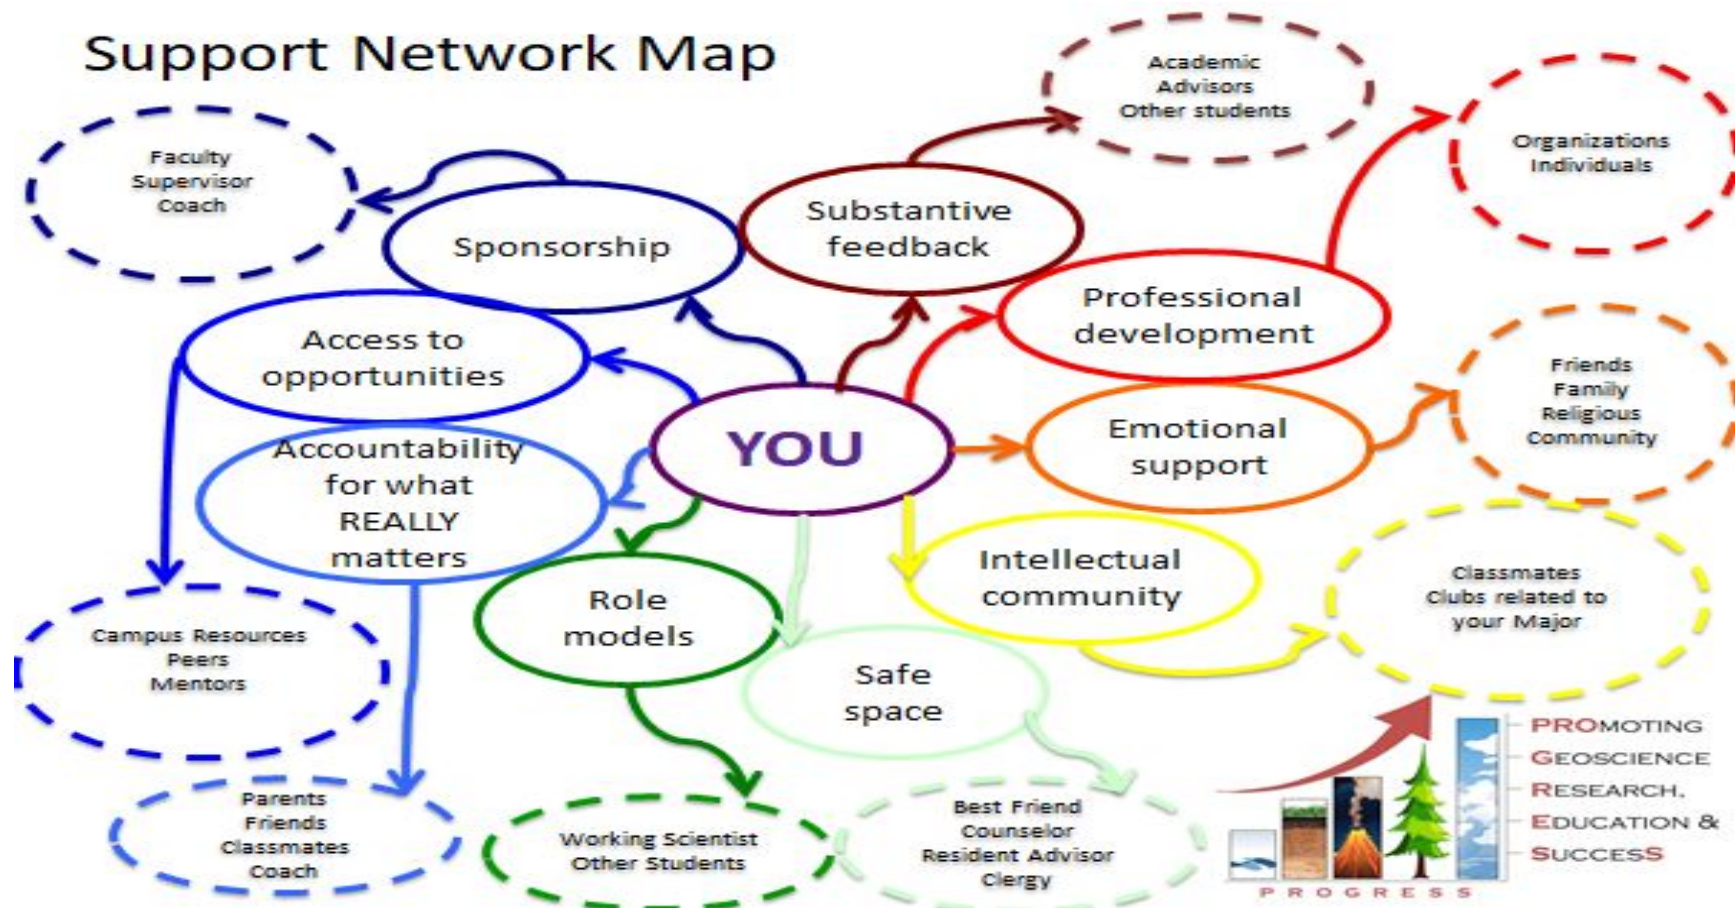 Support Network Map
Academic
Advisors
Other students
Organizations
Individuals
Faculty
Supervisor
Coach
Sponsorship
Substantive
feedback
Professional
development
Access to
opportunities
Friends
Family
Religious
Community
YOU
Emotional
support
Accountability
for what
REALLY
matters
Intellectual
community
Classmates
Clubs related to
your Major
Role
models
Safe
space
Campus Resources
Peers
Mentors
Parents
Friends
Classmates
Coach
Working Scientist
Other Students
Best Friend
Counselor
Resident Advisor
Clergy
PROMOTING
GEOSCIENCE
RESEARCH,
EDUCATION &
SUCCESS
PROGRESS